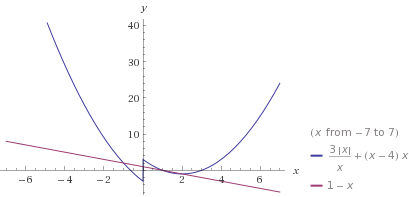 y
40
30
20
10
-6 -4 -2 2 4 6 x
(x from −7 to 7)
3 |x| / x + (x − 4) x
1 − x